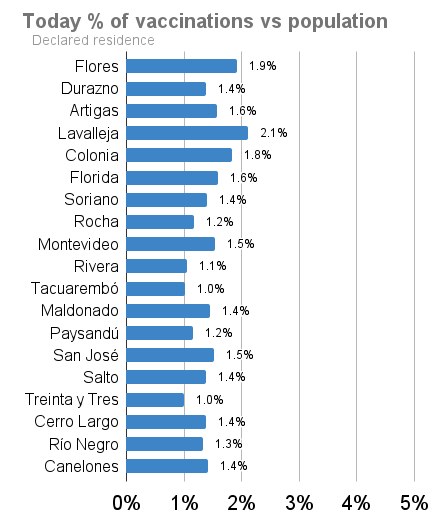 Today % of vaccinations vs population
Declared residence
Flores 1.9%
Durazno 1.4%
Artigas 1.6%
Lavalleja 2.1%
Colonia 1.8%
Florida 1.6%
Soriano 1.4%
Rocha 1.2%
Montevideo 1.5%
Rivera 1.1%
Tacuarembó 1.0%
Maldonado 1.4%
Paysandú 1.2%
San José 1.5%
Salto 1.4%
Treinta y Tres 1.0%
Cerro Largo 1.4%
Río Negro 1.3%
Canelones 1.4%
0% 1% 2% 3% 4% 5%